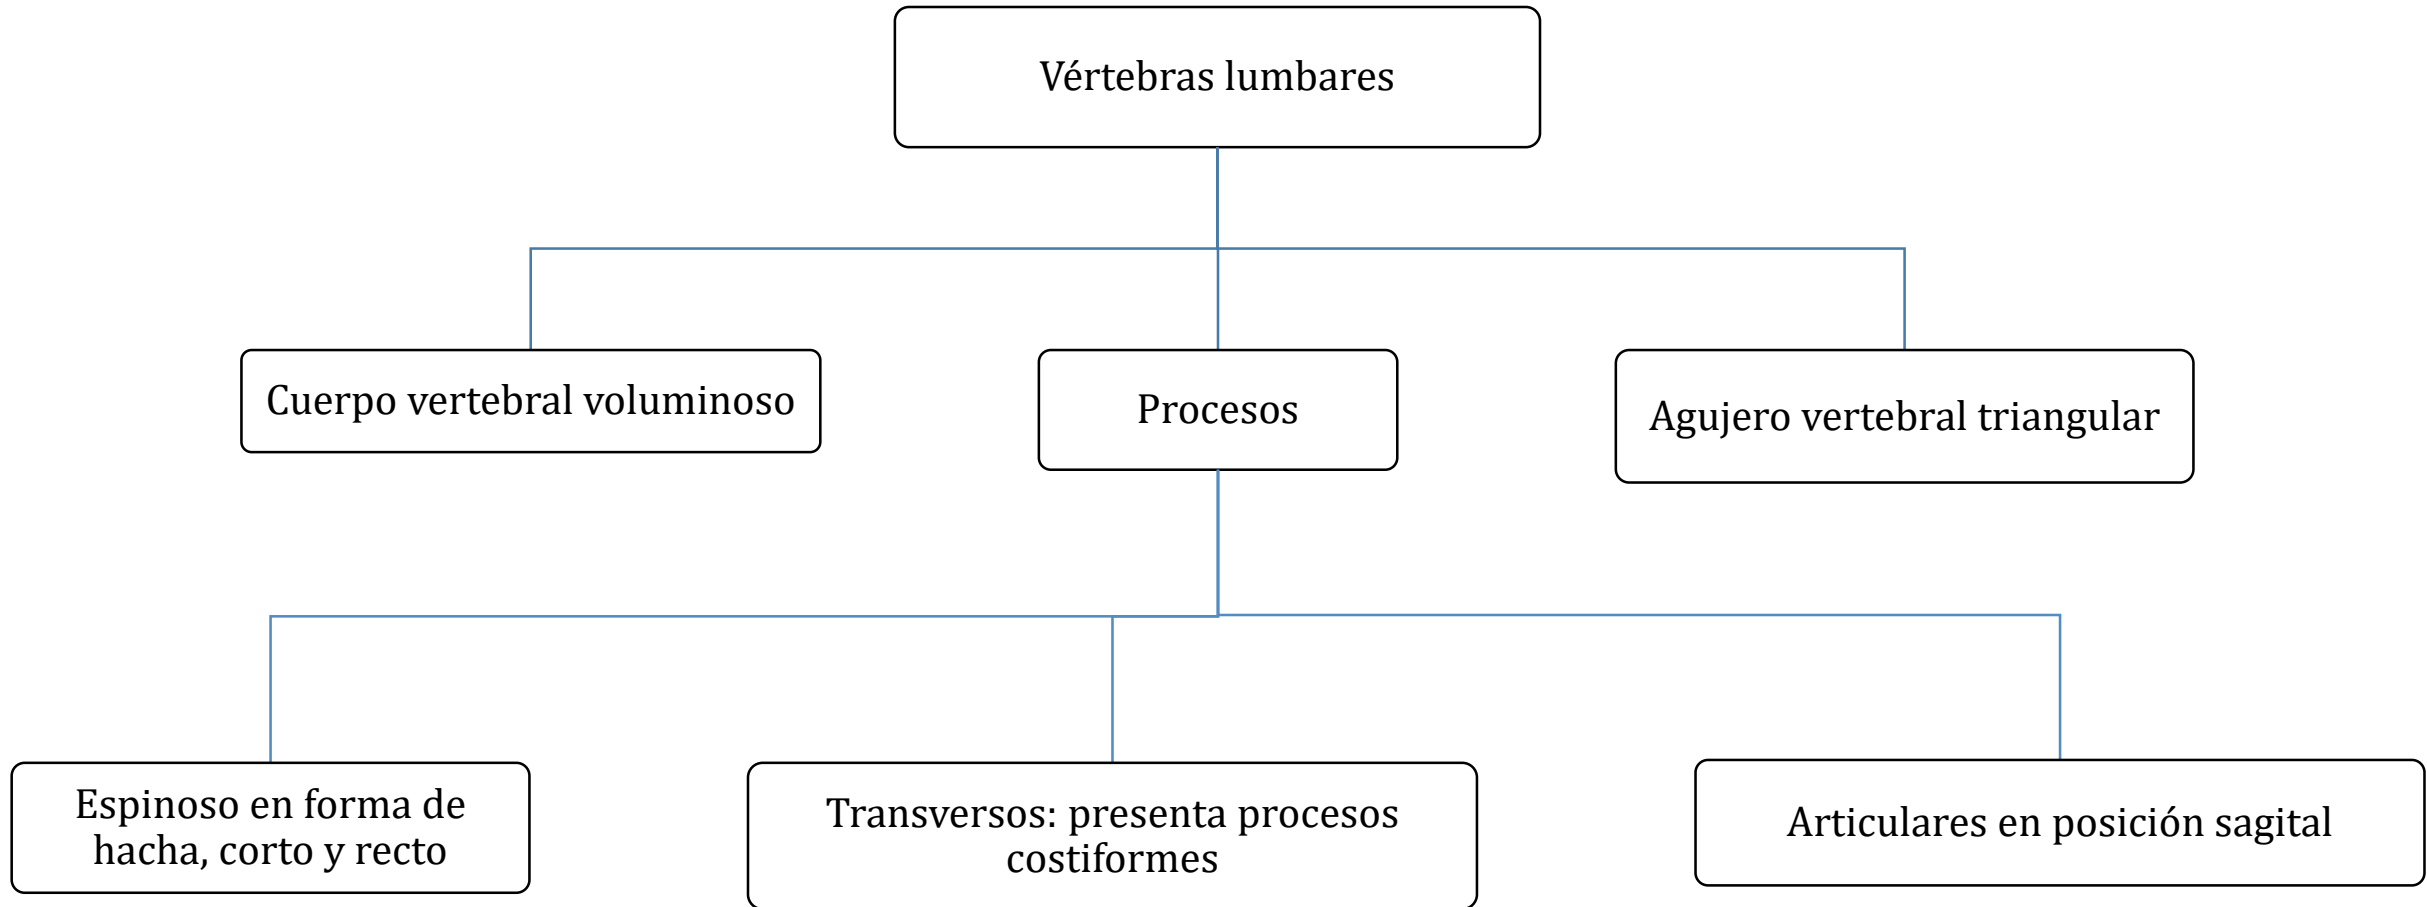 Vértebras lumbares
Cuerpo vertebral voluminoso
Procesos
Agujero vertebral triangular
Espinoso en forma de
hacha, corto y recto
Transversos: presenta procesos
costiformes
Articulares en posición sagital